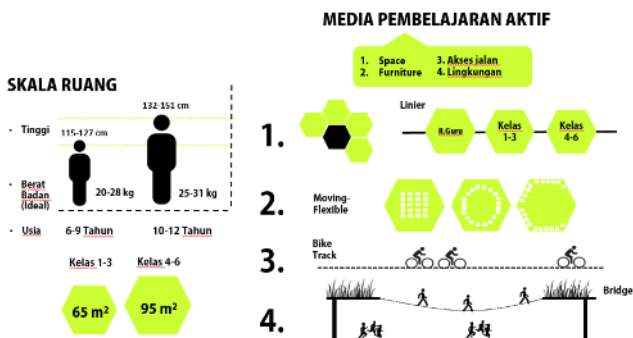 MEDIA PEMBELAJARAN AKTIF
1. Space
2. Furniture
3. Akses jalan
4. Lingkungan
SKALA RUANG
132-151 cm
• Tinggi
115-127 cm
• Berat
Badan
(Ideal)
20-28 kg
25-31 kg
• Usia
6-9 Tahun
10-12 Tahun
Kelas 1-3
Kelas 4-6
65 m²
95 m²
1.
Linier
R.Guru
Kelas
1-3
Kelas
4-6
2.
Moving-
Flexible
3.
Bike
Track
4.
Bridge